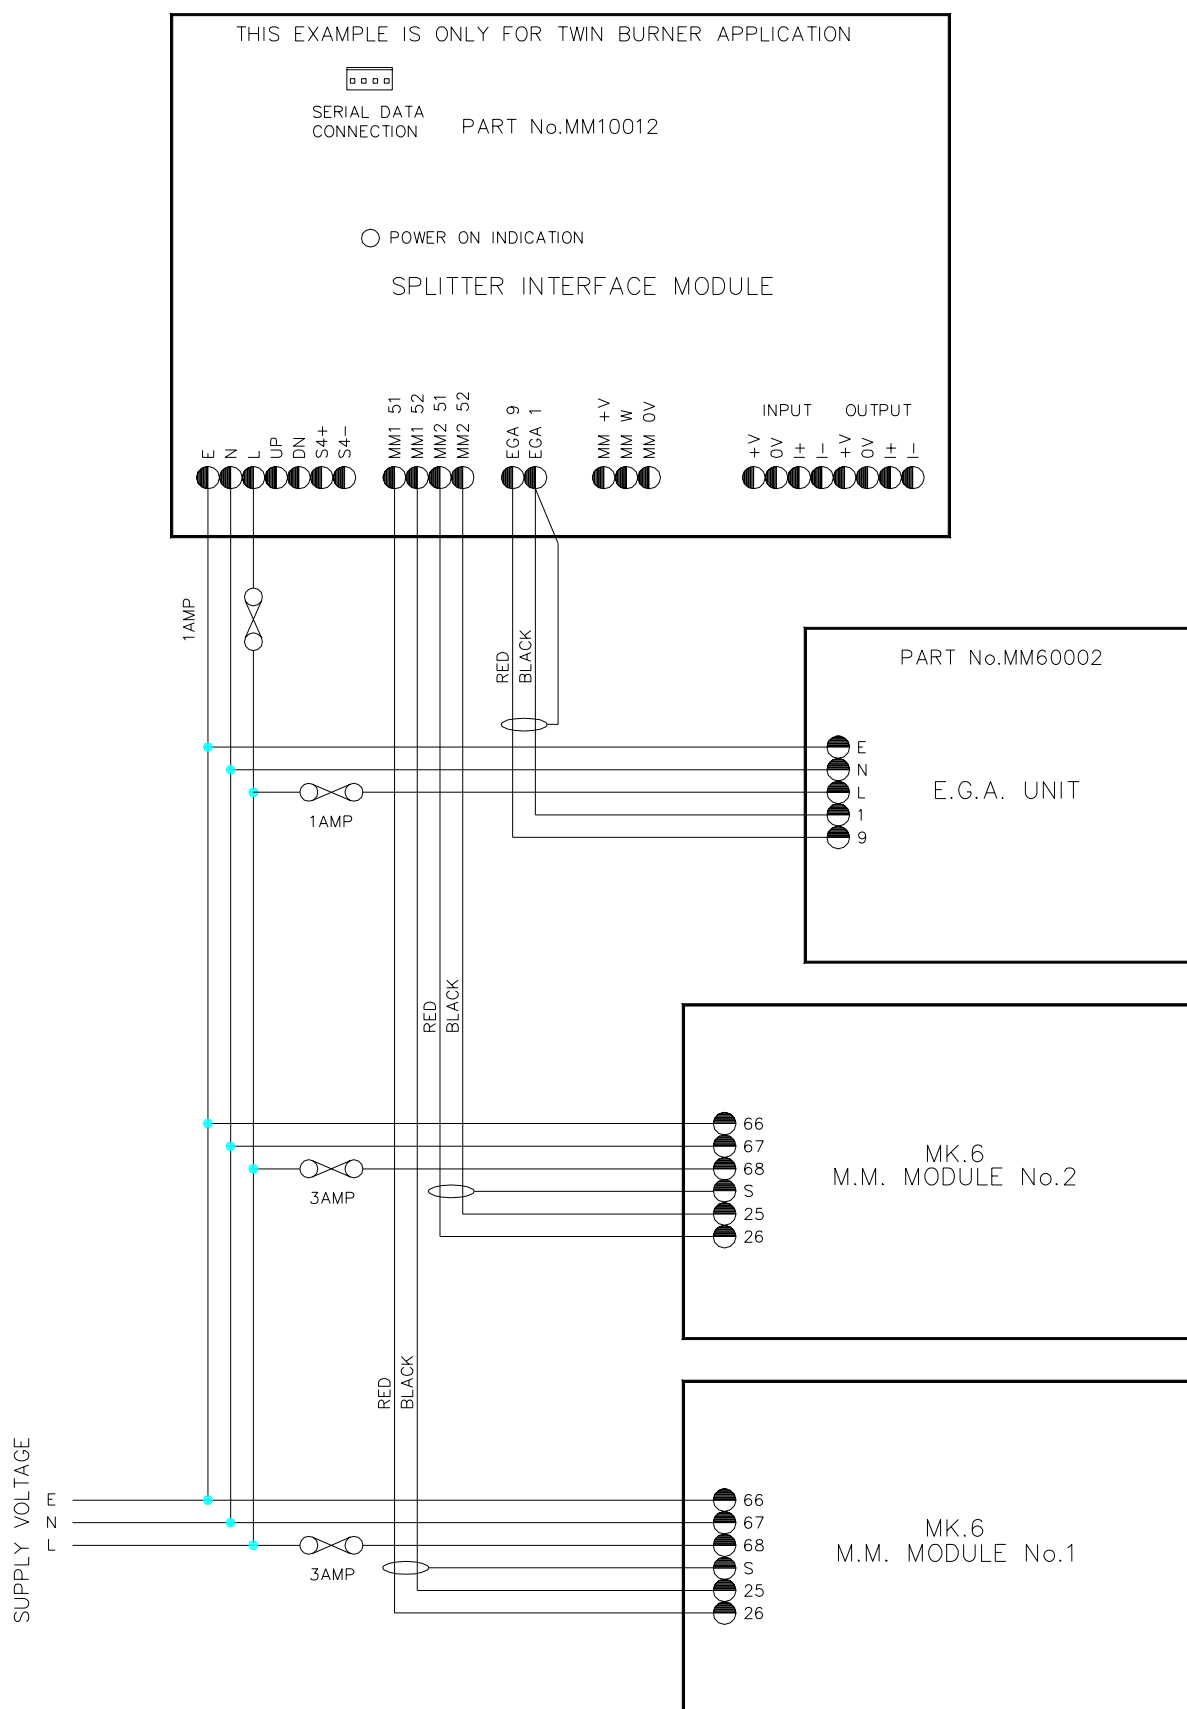 THIS EXAMPLE IS ONLY FOR TWIN BURNER APPLICATION
SERIAL DATA
CONNECTION
PART No.MM10012
POWER ON INDICATION
SPLITTER INTERFACE MODULE
INPUT OUTPUT
E
N
L
UP
DN
S4+
S4-
MM1 51
MM1 52
MM2 51
MM2 52
EGA 9
EGA 1
MM +V
MM W
MM 0V
+V
0V
I+
I-
+V
0V
I+
I-
1AMP
RED
BLACK
PART No.MM60002
E
N
L
1
9
E.G.A. UNIT
1AMP
RED
BLACK
66
67
68
S
25
26
MK.6
M.M. MODULE No.2
3AMP
RED
BLACK
SUPPLY VOLTAGE
E
N
L
66
67
68
S
25
26
MK.6
M.M. MODULE No.1
3AMP